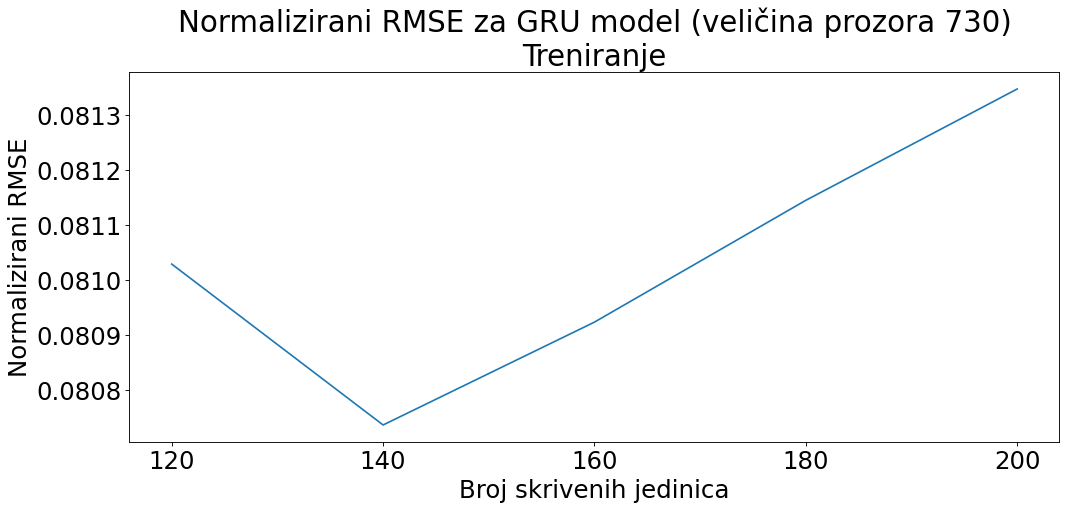 Normalizirani RMSE za GRU model (veličina prozora 730)
Treniranje
Normalizirani RMSE
0.0813
0.0812
0.0811
0.0810
0.0809
0.0808
120 140 160 180 200
Broj skrivenih jedinica